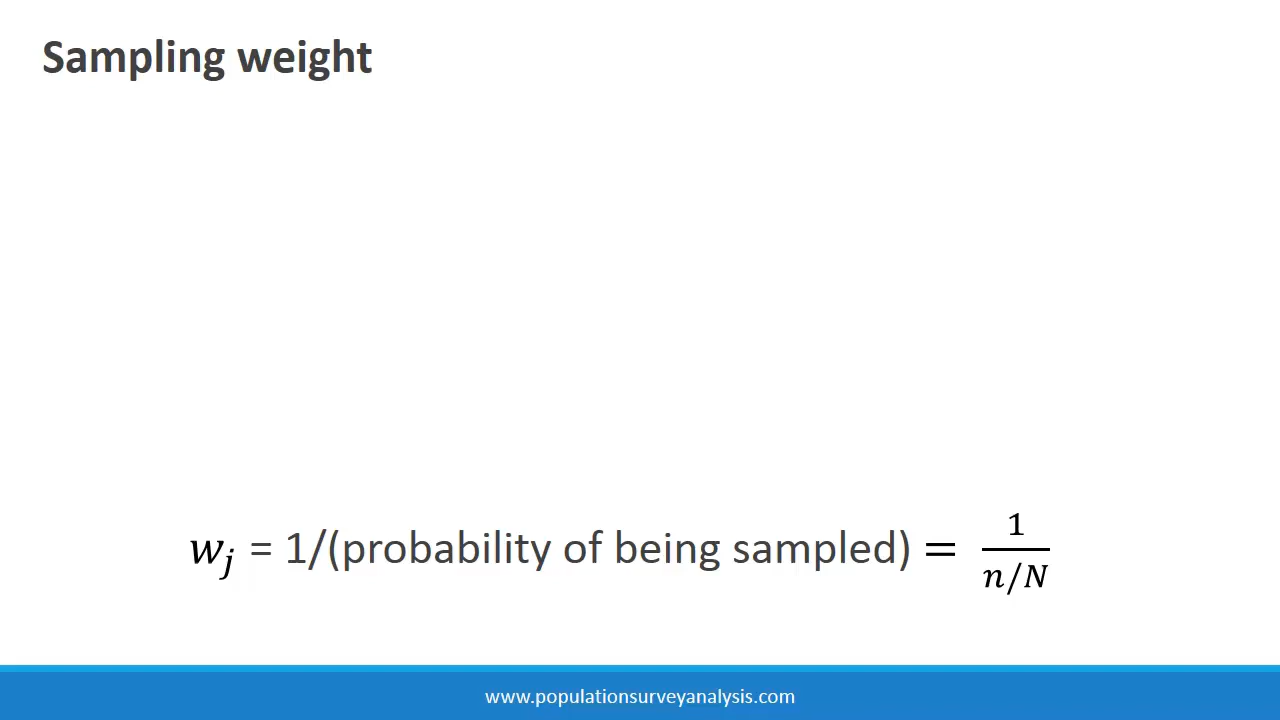 Sampling weight
𝑤ⱼ = 1/(probability of being sampled) = 1 / (𝑛/𝑁)
www.populationsurveyanalysis.com